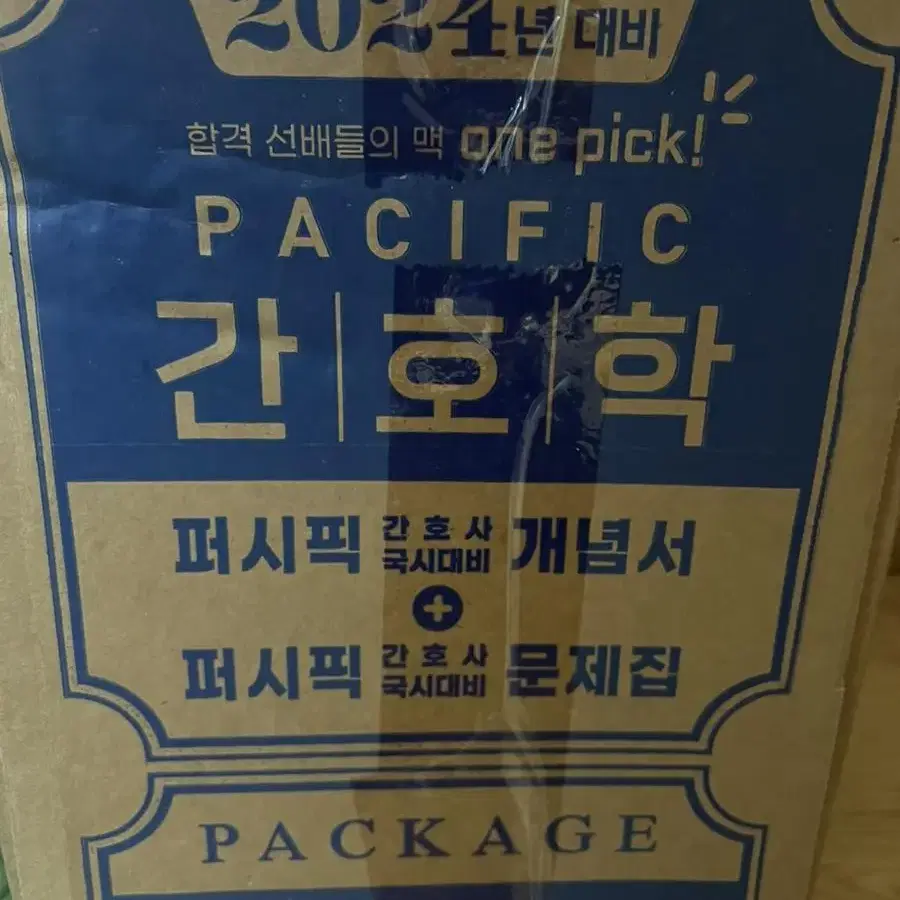 2024년 대비
합격 선배들의 맥 one pick!
PACIFIC
간호학
퍼시픽 간호사 국시대비 개념서
+
퍼시픽 간호사 국시대비 문제집
PACKAGE